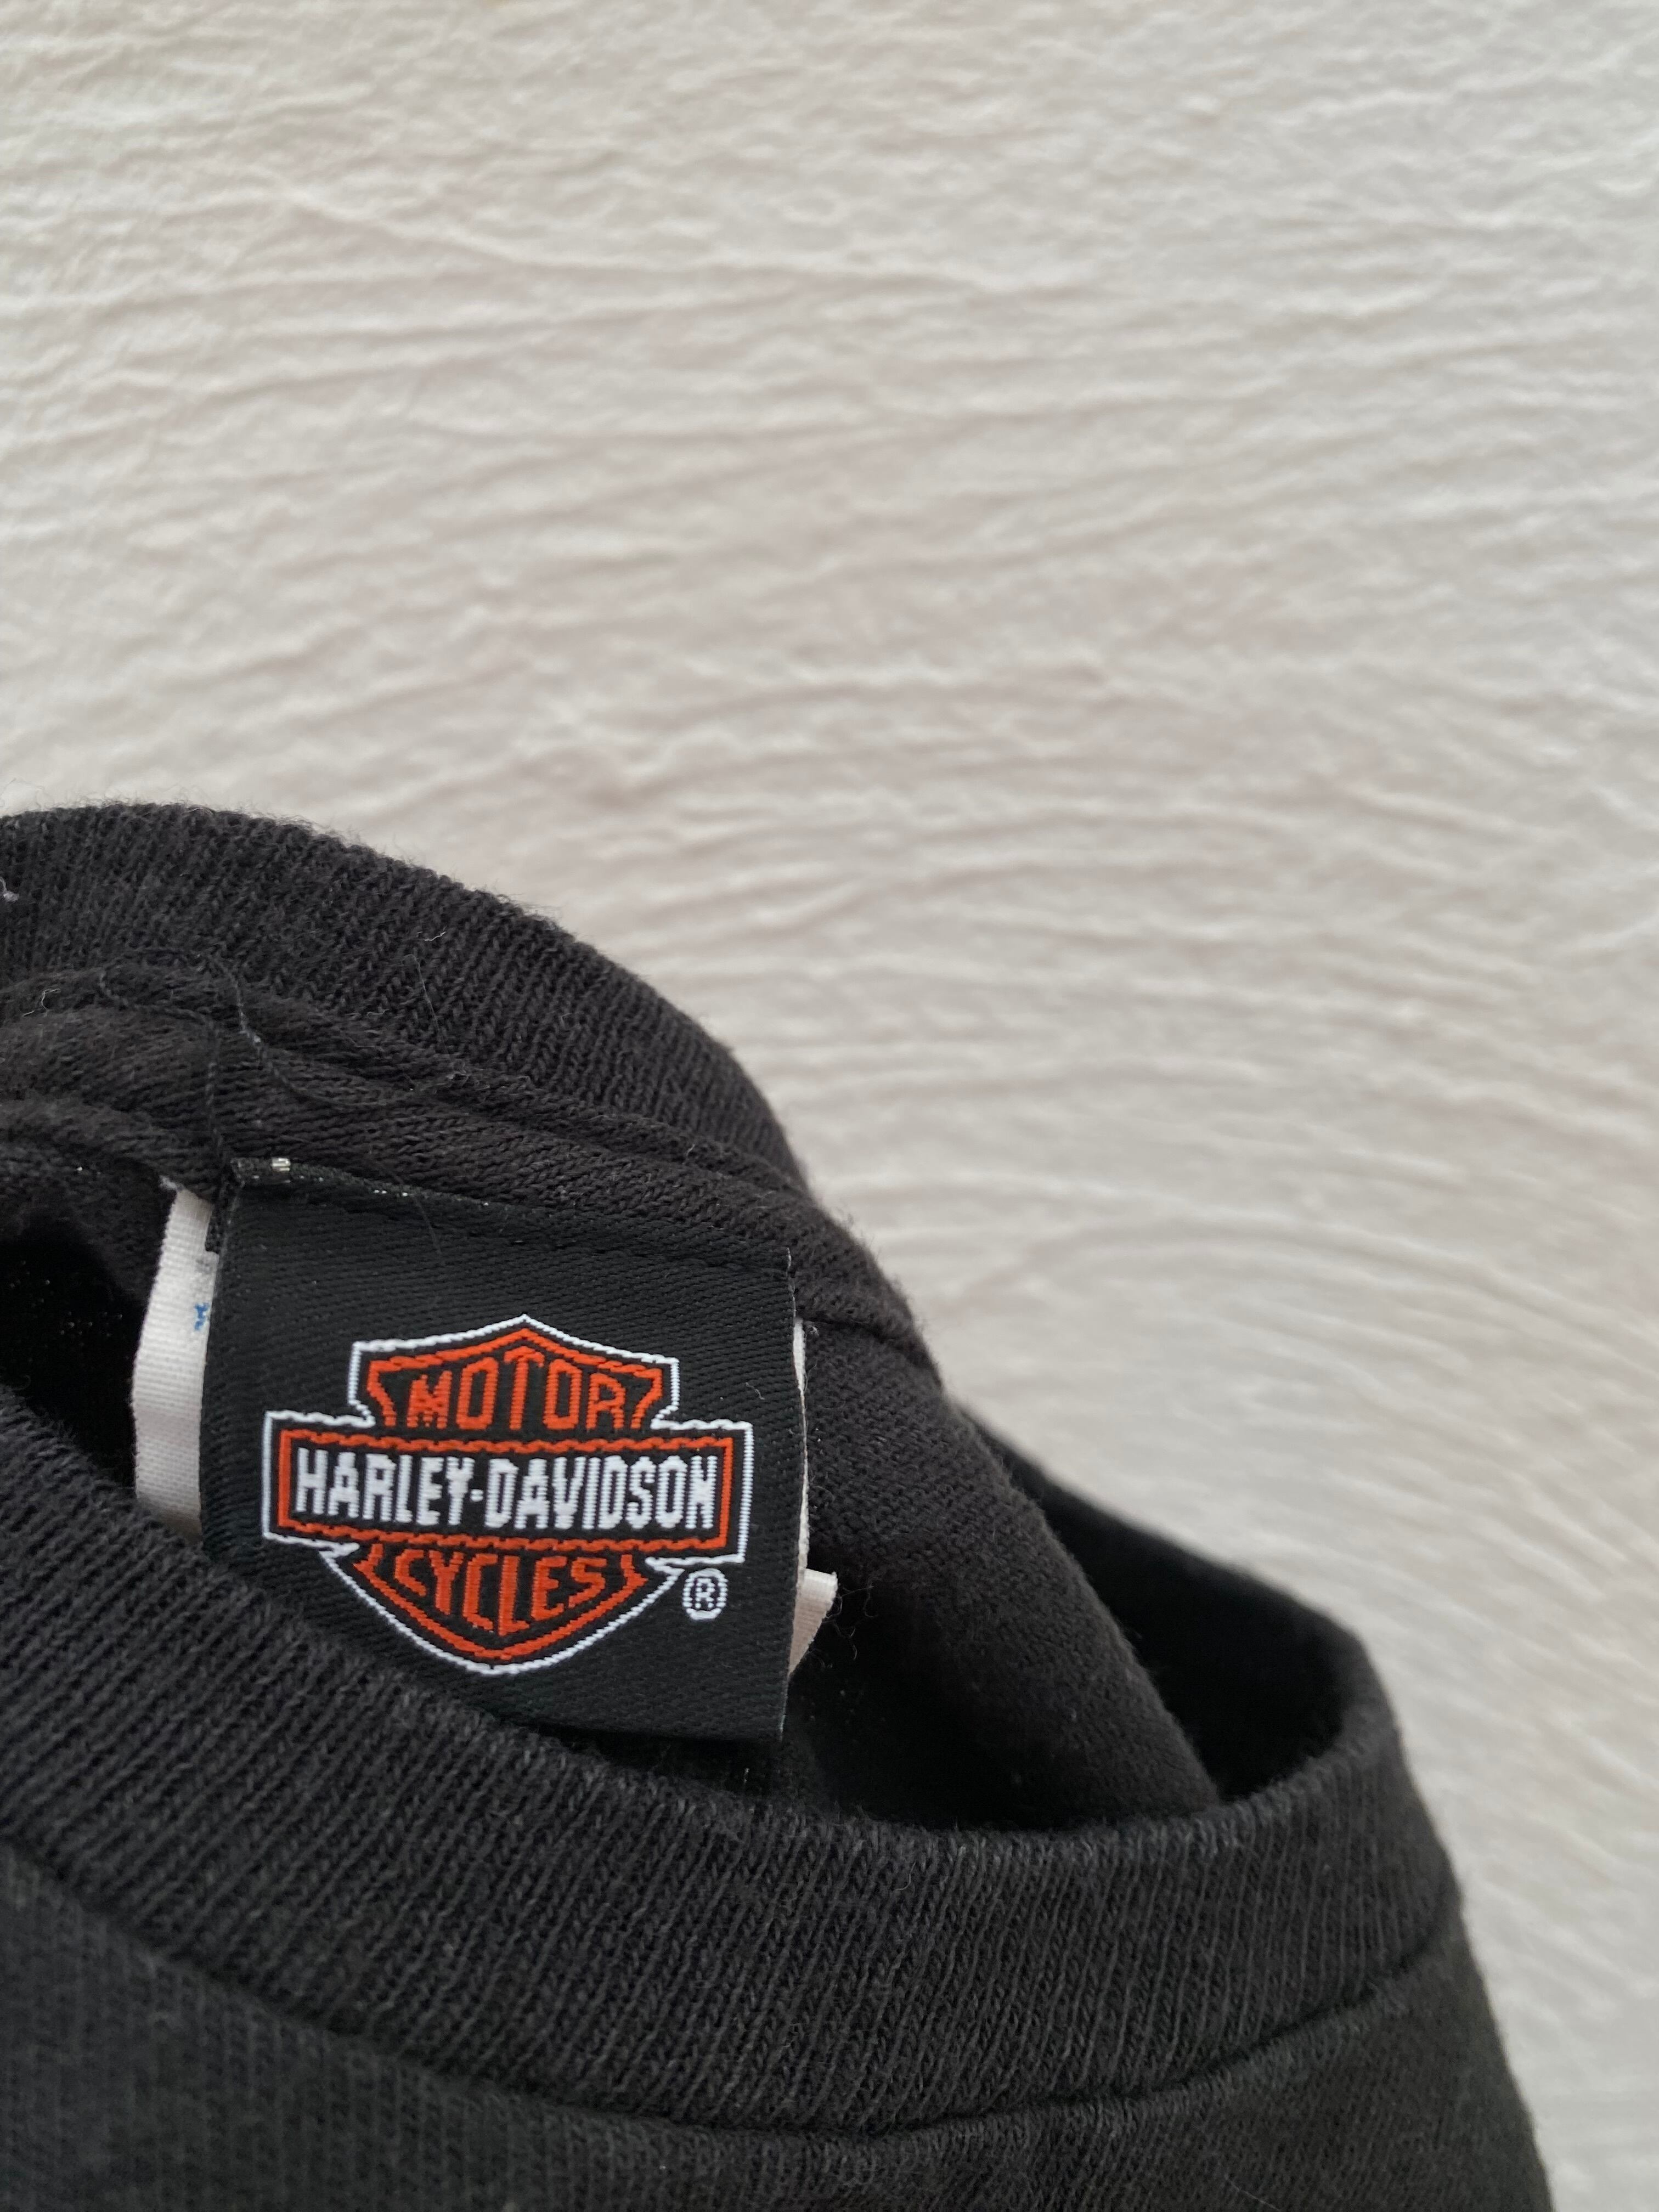 MOTOR
HARLEY-DAVIDSON
CYCLES
®